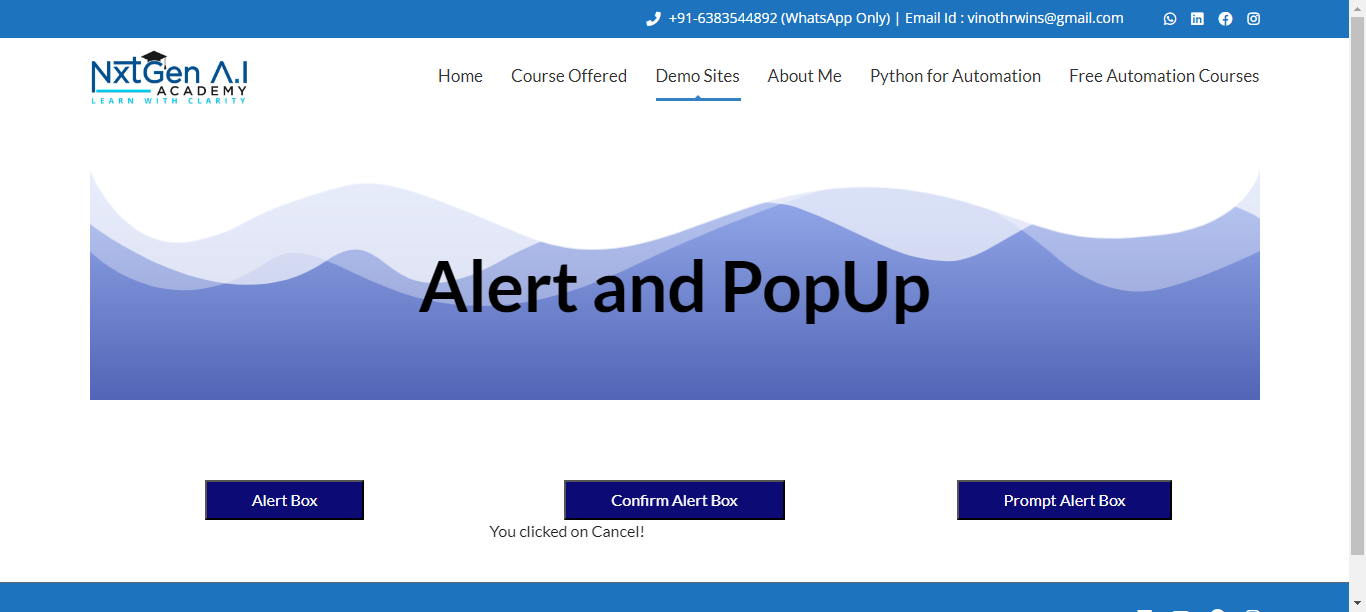 +91-6383544892 (WhatsApp Only) | Email Id : vinothrwins@gmail.com
NxtGen A.I
ACADEMY
LEARN WITH CLARITY
Home Course Offered Demo Sites About Me Python for Automation Free Automation Courses
Alert and PopUp
Alert Box Confirm Alert Box Prompt Alert Box
You clicked on Cancel!